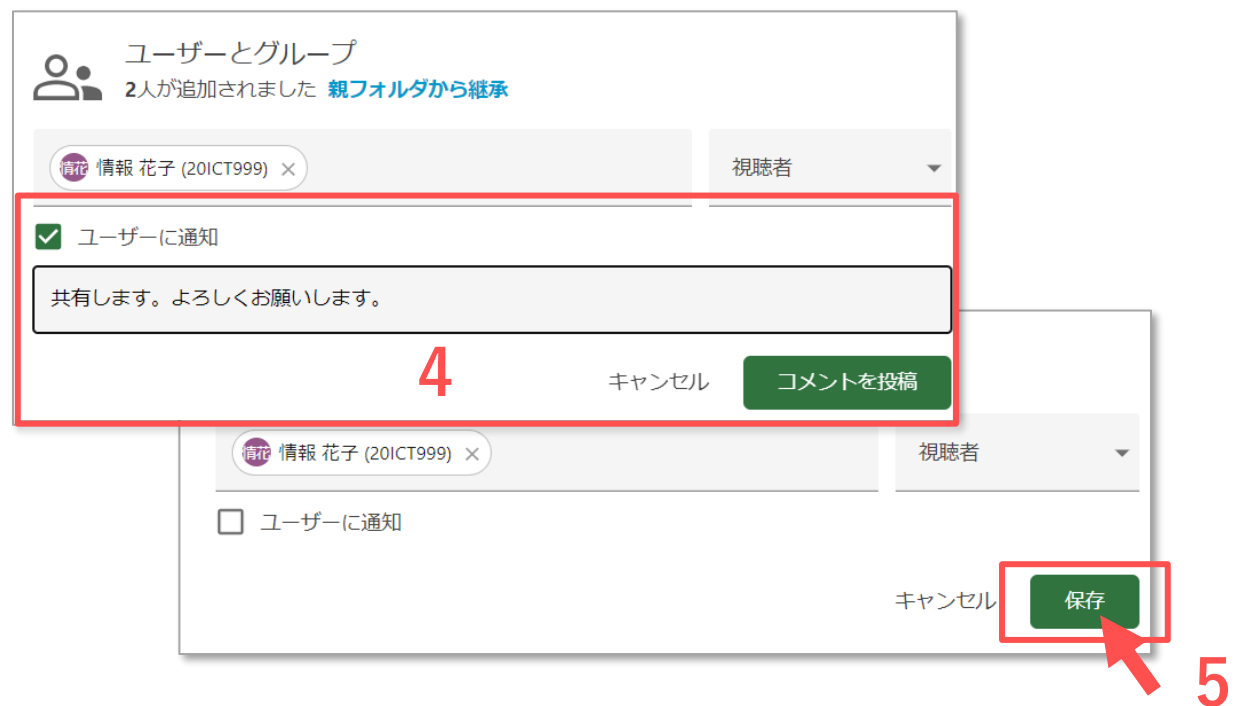 ユーザーとグループ
2人が追加されました 親フォルダから継承
情花 情報 花子 (20ICT999) ×
視聴者
ユーザーに通知
共有します。よろしくお願いします。
4
キャンセル
コメントを投稿
情花 情報 花子 (20ICT999) ×
視聴者
ユーザーに通知
キャンセル
保存
5